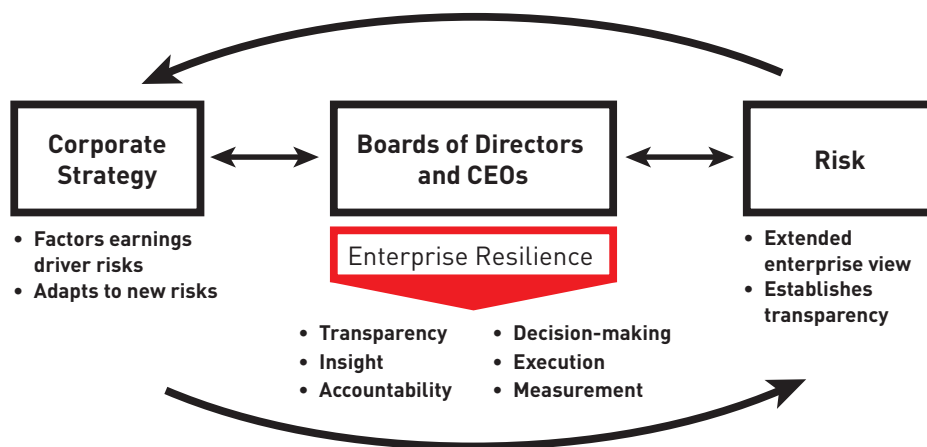 Corporate
Strategy
Boards of Directors
and CEOs
Risk
• Factors earnings
driver risks
• Adapts to new risks
Enterprise Resilience
• Transparency
• Insight
• Accountability
• Decision-making
• Execution
• Measurement
• Extended
enterprise view
• Establishes
transparency